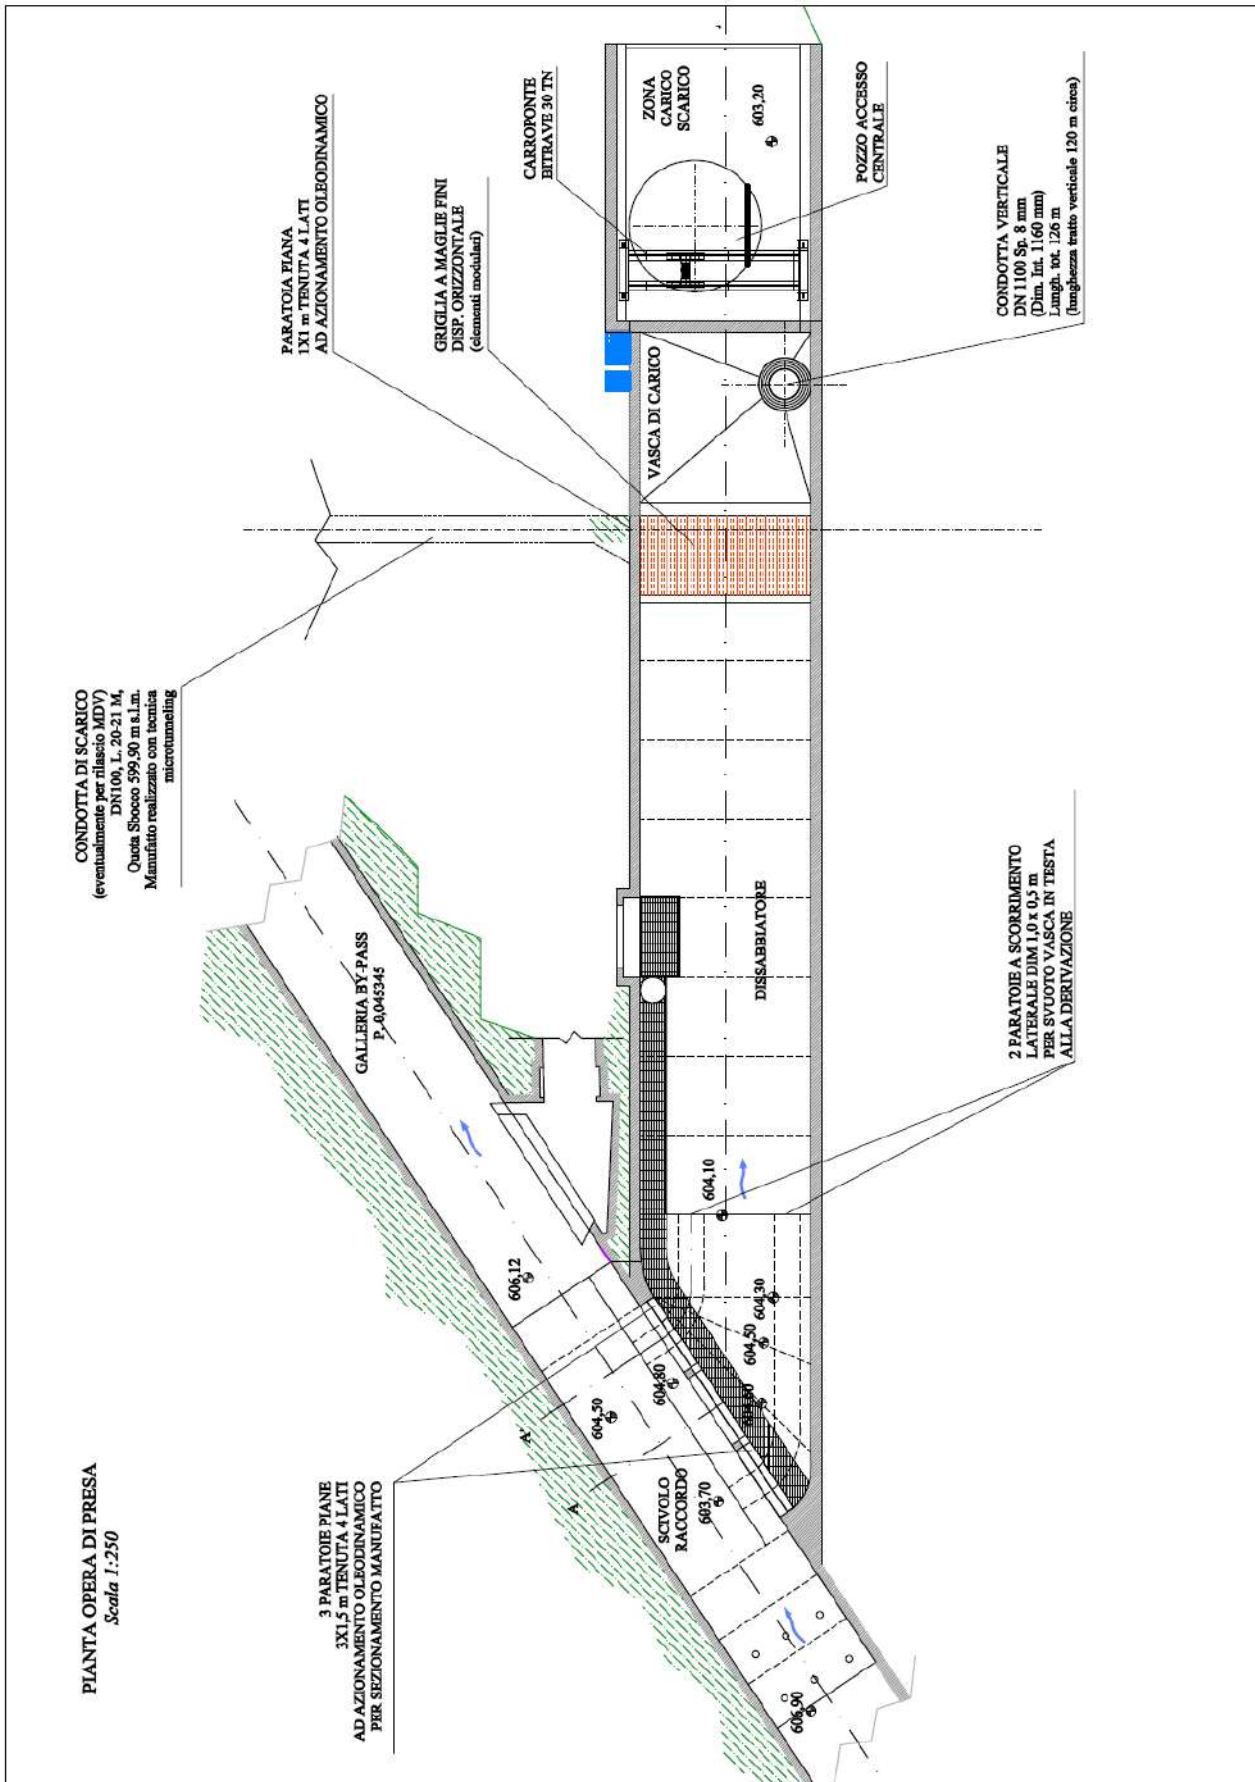 PIANTA OPERA DI PRESA
Scala 1:250
CONDOTTA DI SCARICO
(eventualmente per rilascio MDV)
DN100, L. 20-21 M,
Quota Sbocco 599,90 m s.l.m.
Manufatto realizzato con tecnica
microtunneling
PARATOIA PIANA
1X1 m TENUTA 4 LATI
AD AZIONAMENTO OLEODINAMICO
GRIGLIA A MAGLIE FINI
DISP. ORIZZONTALE
(elementi modulari)
CARROPONTE
BITRAVE 30 TN
ZONA
CARICO
SCARICO
603,20
POZZO ACCESSO
CENTRALE
CONDOTTA VERTICALE
DN 1100 Sp. 8 mm
(Dim. Int. 1160 mm)
Lungh. tot. 126 m
(lunghezza tratto verticale 120 m circa)
VASCA DI CARICO
DISSABBIATORE
2 PARATOIE A SCORRIMENTO
LATERALE DIM 1,0 x 0,5 m
PER SVUOTO VASCA IN TESTA
ALLA DERIVAZIONE
GALLERIA BY-PASS
P. 0,045345
604,10
606,12
604,30
604,50
604,80
604,50
A'
A
SCIVOLO
RACCORDO
603,70
606,90
3 PARATOIE PIANE
3X1,5 m TENUTA 4 LATI
AD AZIONAMENTO OLEODINAMICO
PER SEZIONAMENTO MANUFATTO